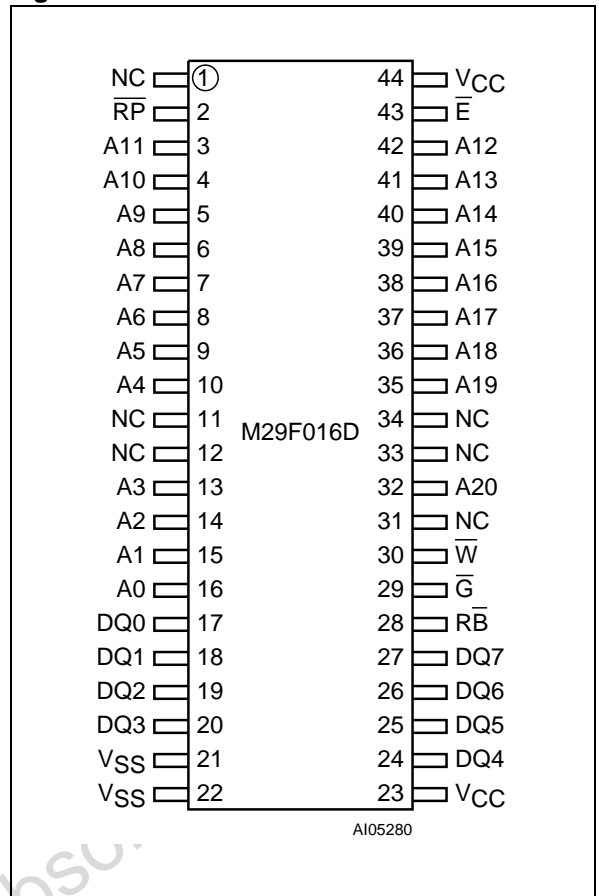 NC 1 44 VCC
R̅P̅ 2 43 E̅
A11 3 42 A12
A10 4 41 A13
A9 5 40 A14
A8 6 39 A15
A7 7 38 A16
A6 8 37 A17
A5 9 36 A18
A4 10 35 A19
NC 11 34 NC
M29F016D
NC 12 33 NC
A3 13 32 A20
A2 14 31 NC
A1 15 30 W̅
A0 16 29 G̅
DQ0 17 28 RB̅
DQ1 18 27 DQ7
DQ2 19 26 DQ6
DQ3 20 25 DQ5
VSS 21 24 DQ4
VSS 22 23 VCC
AI05280